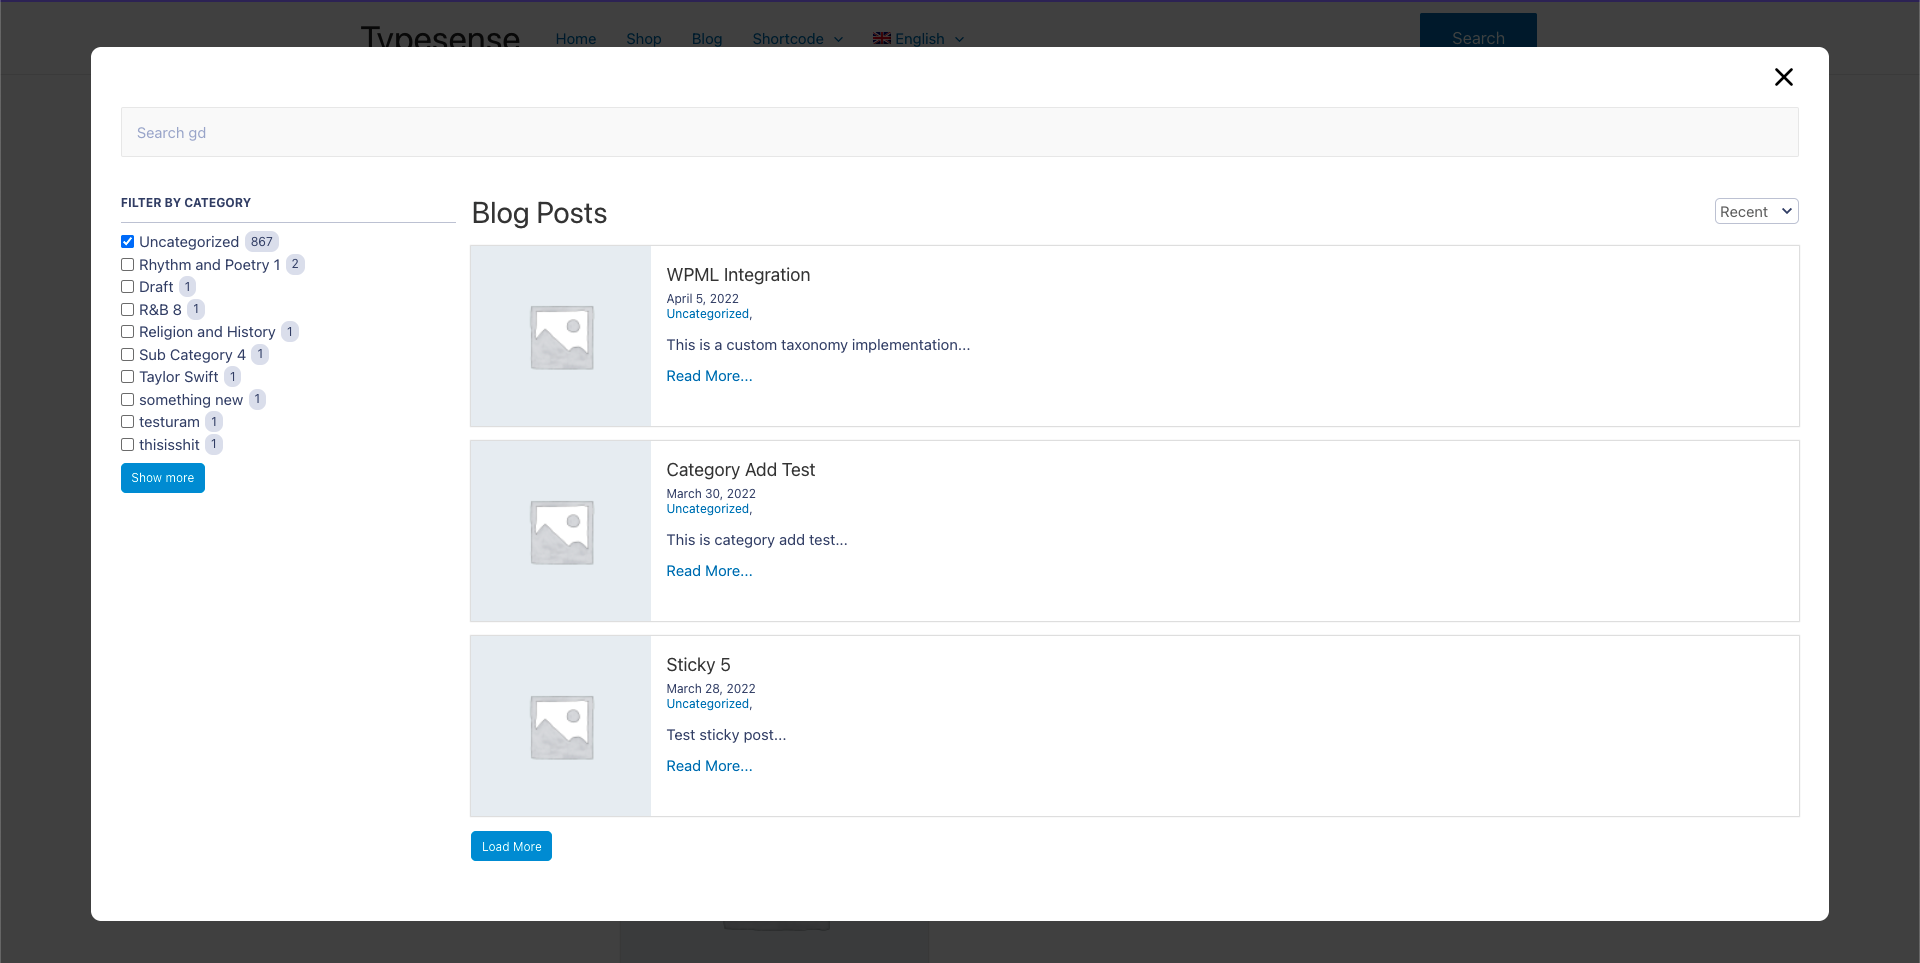 Typesense
Home
Shop
Blog
Shortcode
English
Search
Search gd
FILTER BY CATEGORY
Uncategorized 867
Rhythm and Poetry 1 2
Draft 1
R&B 8 1
Religion and History 1
Sub Category 4 1
Taylor Swift 1
something new 1
testuram 1
thisisshit 1
Show more
Blog Posts
Recent
WPML Integration
April 5, 2022
Uncategorized,
This is a custom taxonomy implementation...
Read More...
Category Add Test
March 30, 2022
Uncategorized,
This is category add test...
Read More...
Sticky 5
March 28, 2022
Uncategorized,
Test sticky post...
Read More...
Load More